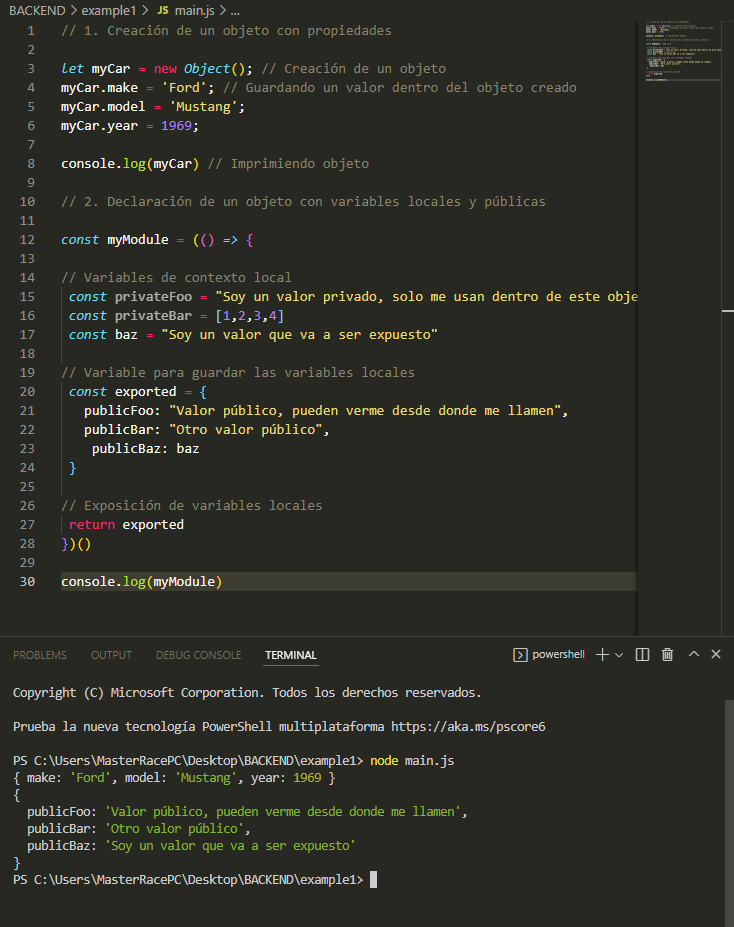 BACKEND > example1 > JS main.js > ...
1 // 1. Creación de un objeto con propiedades
2
3 let myCar = new Object(); // Creación de un objeto
4 myCar.make = 'Ford'; // Guardando un valor dentro del objeto creado
5 myCar.model = 'Mustang';
6 myCar.year = 1969;
7
8 console.log(myCar) // Imprimiendo objeto
9
10 // 2. Declaración de un objeto con variables locales y públicas
11
12 const myModule = (() => {
13
14 // Variables de contexto local
15 const privateFoo = "Soy un valor privado, solo me usan dentro de este obje
16 const privateBar = [1,2,3,4]
17 const baz = "Soy un valor que va a ser expuesto"
18
19 // Variable para guardar las variables locales
20 const exported = {
21 publicFoo: "Valor público, pueden verme desde donde me llamen",
22 publicBar: "Otro valor público",
23 publicBaz: baz
24 }
25
26 // Exposición de variables locales
27 return exported
28 })()
29
30 console.log(myModule)
PROBLEMS OUTPUT DEBUG CONSOLE TERMINAL powershell
Copyright (C) Microsoft Corporation. Todos los derechos reservados.
Prueba la nueva tecnología PowerShell multiplataforma https://aka.ms/pscore6
PS C:\Users\MasterRacePC\Desktop\BACKEND\example1> node main.js
{ make: 'Ford', model: 'Mustang', year: 1969 }
{
publicFoo: 'Valor público, pueden verme desde donde me llamen',
publicBar: 'Otro valor público',
publicBaz: 'Soy un valor que va a ser expuesto'
}
PS C:\Users\MasterRacePC\Desktop\BACKEND\example1>